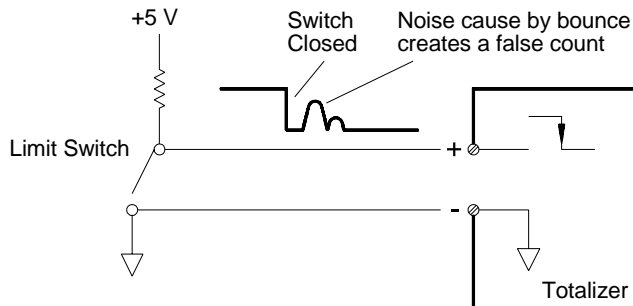 +5 V
Switch
Closed
Noise cause by bounce
creates a false count
Limit Switch
+
-
Totalizer